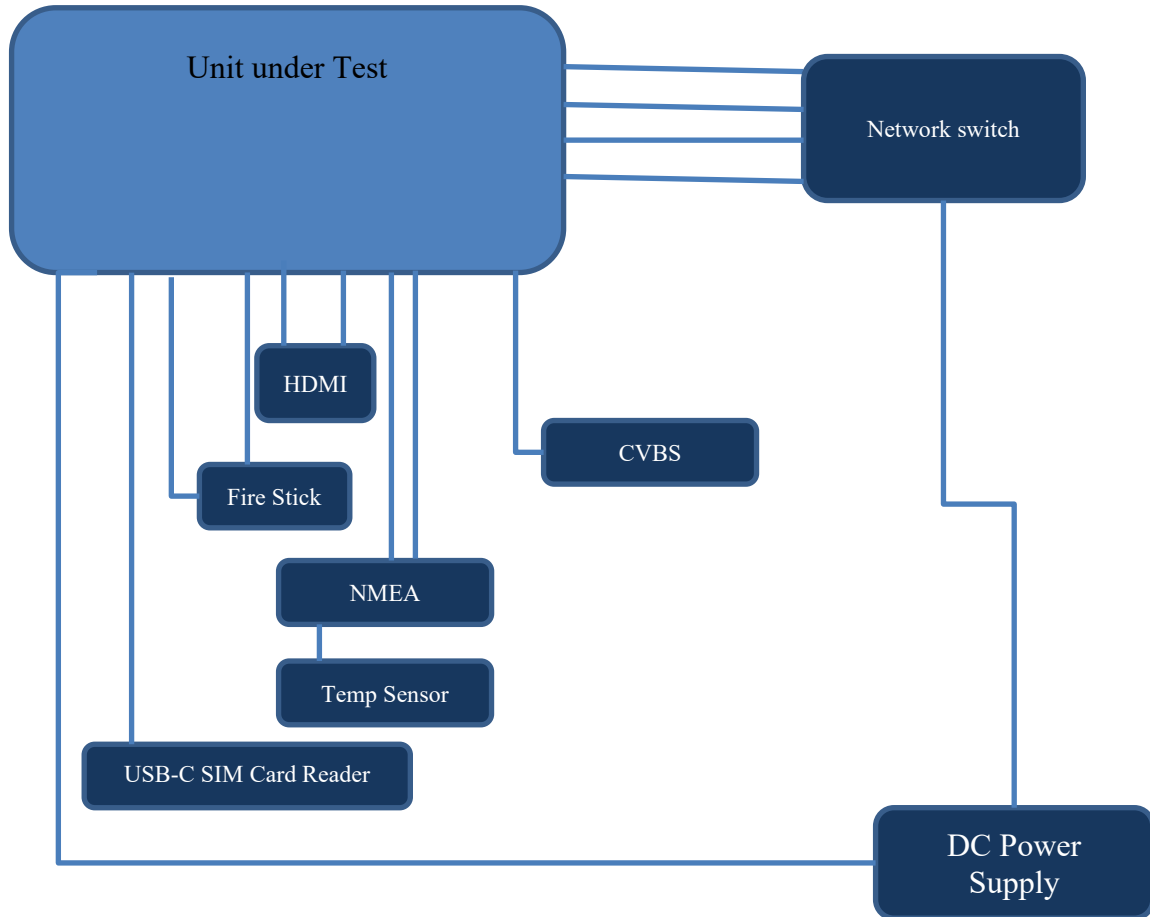 Unit under Test
Network switch
HDMI
CVBS
Fire Stick
NMEA
Temp Sensor
USB-C SIM Card Reader
DC Power
Supply